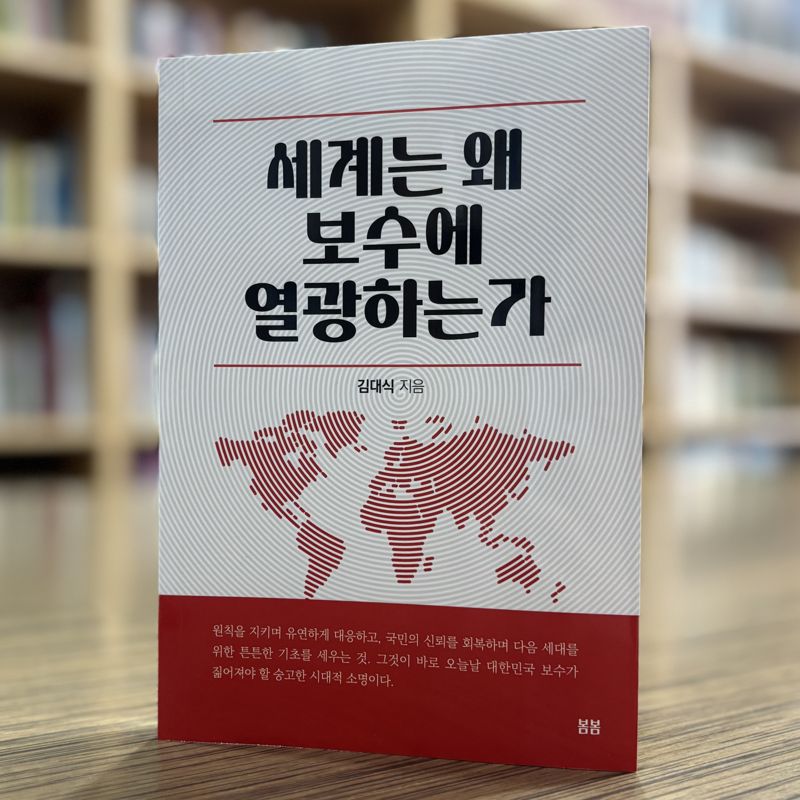 세계는 왜
보수에
열광하는가
김대식 지음
원칙을 지키며 유연하게 대응하고, 국민의 신뢰를 회복하며 다음 세대를
위한 튼튼한 기초를 세우는 것. 그것이 바로 오늘날 대한민국 보수가
짊어져야 할 숭고한 시대적 소명이다.
봄봄